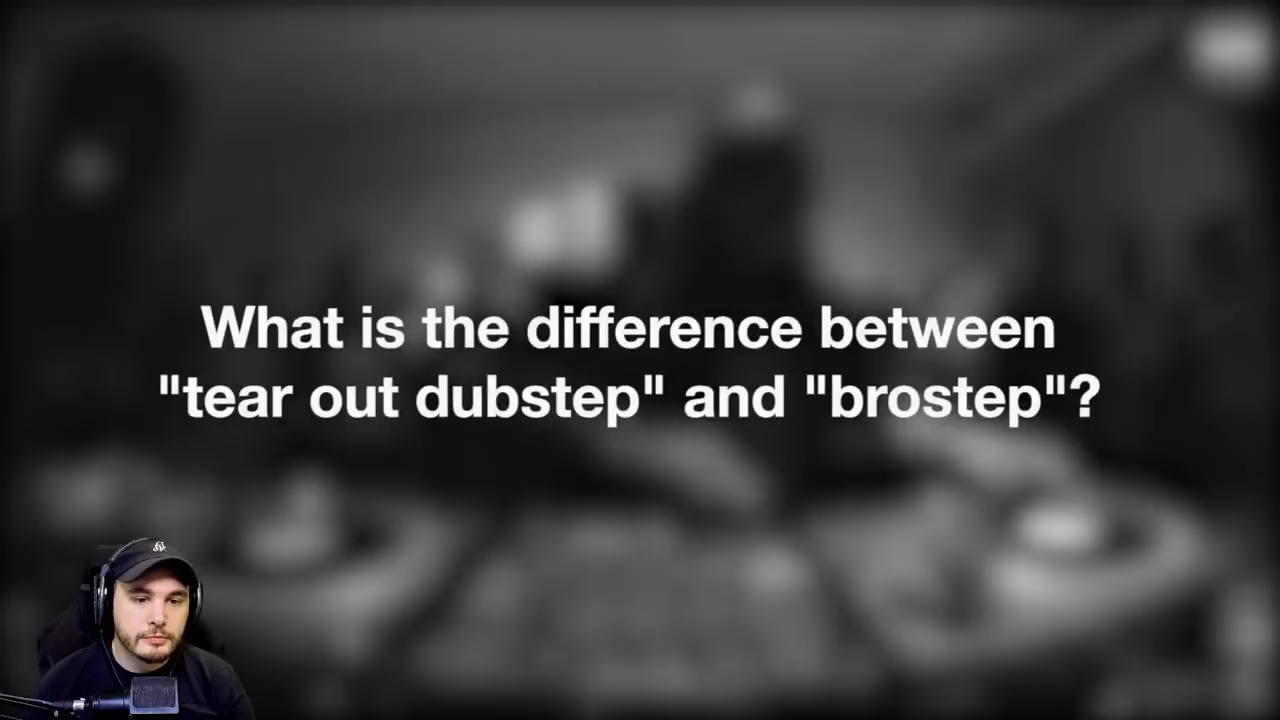 What is the difference between
"tear out dubstep" and "brostep"?